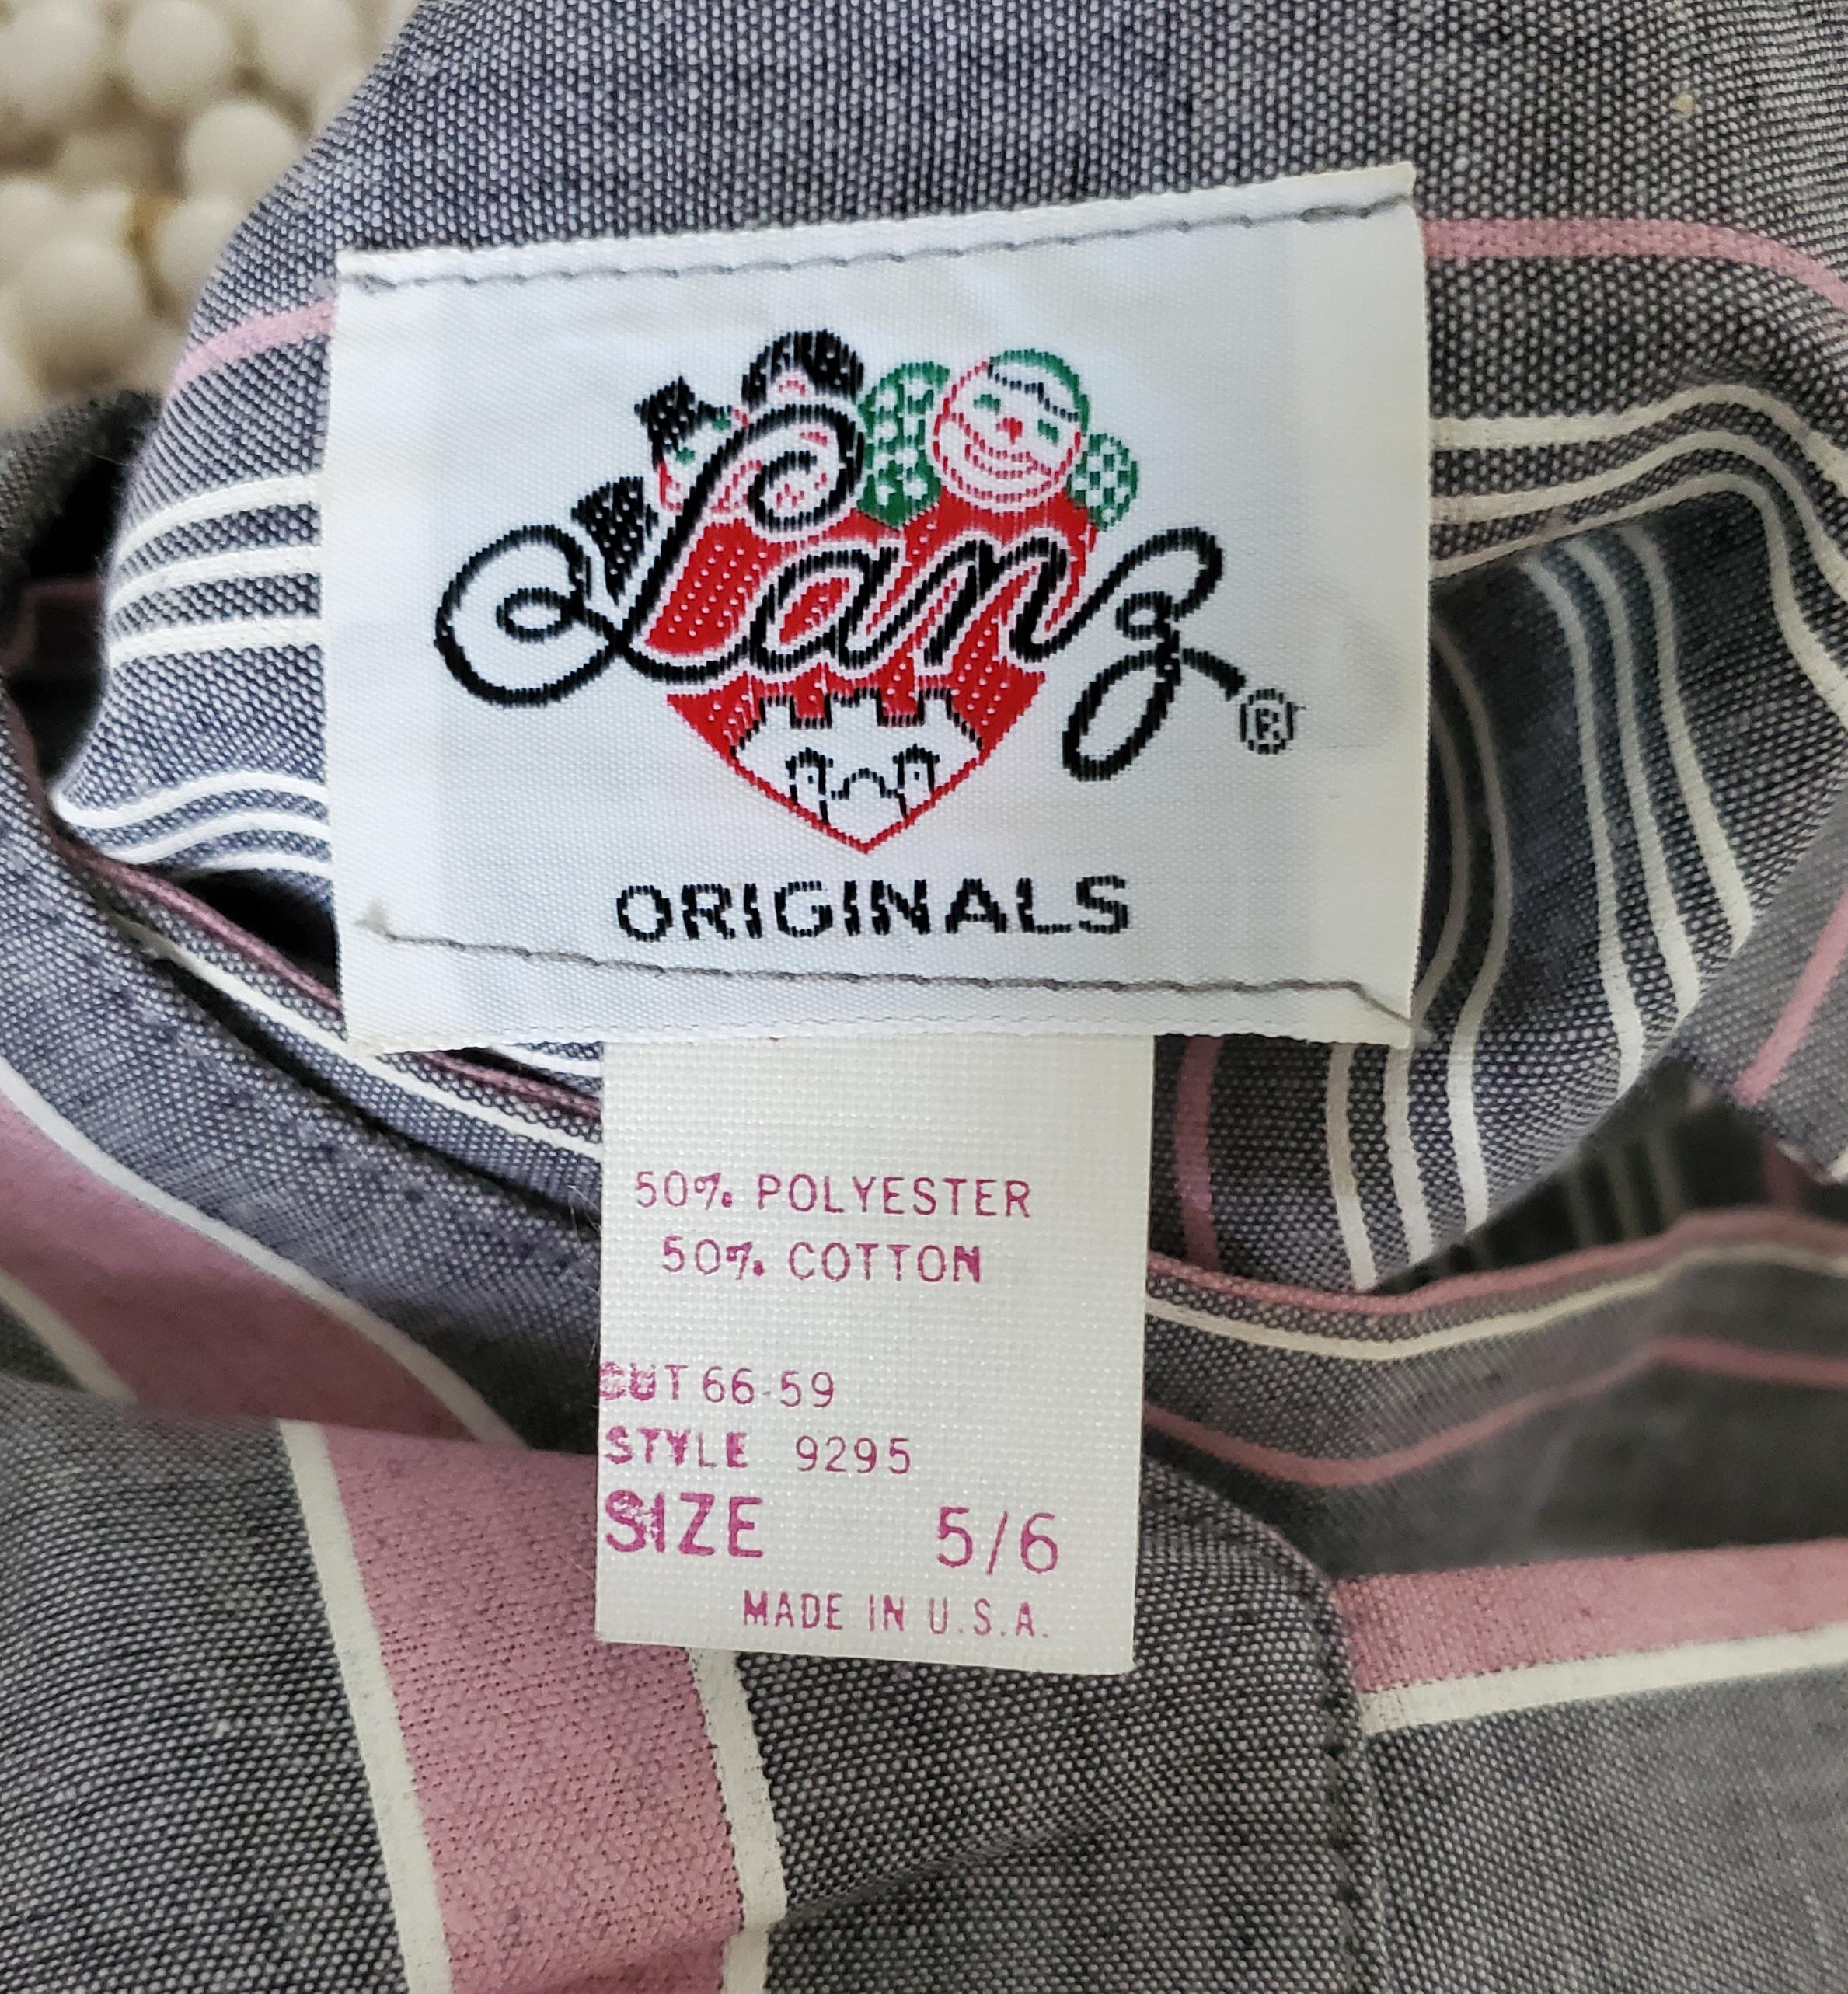 Lanz®
ORIGINALS
50% POLYESTER
50% COTTON
CUT 66-59
STYLE 9295
SIZE 5/6
MADE IN U.S.A.